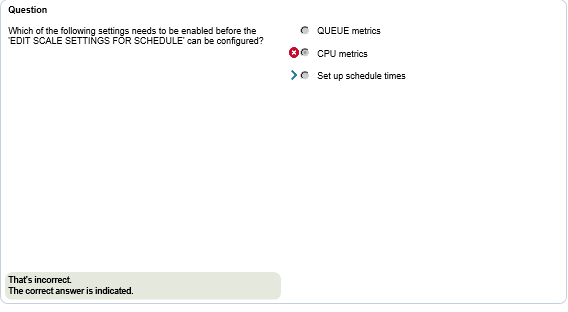 Question
Which of the following settings needs to be enabled before the
'EDIT SCALE SETTINGS FOR SCHEDULE' can be configured?
QUEUE metrics
CPU metrics
Set up schedule times
That's incorrect.
The correct answer is indicated.